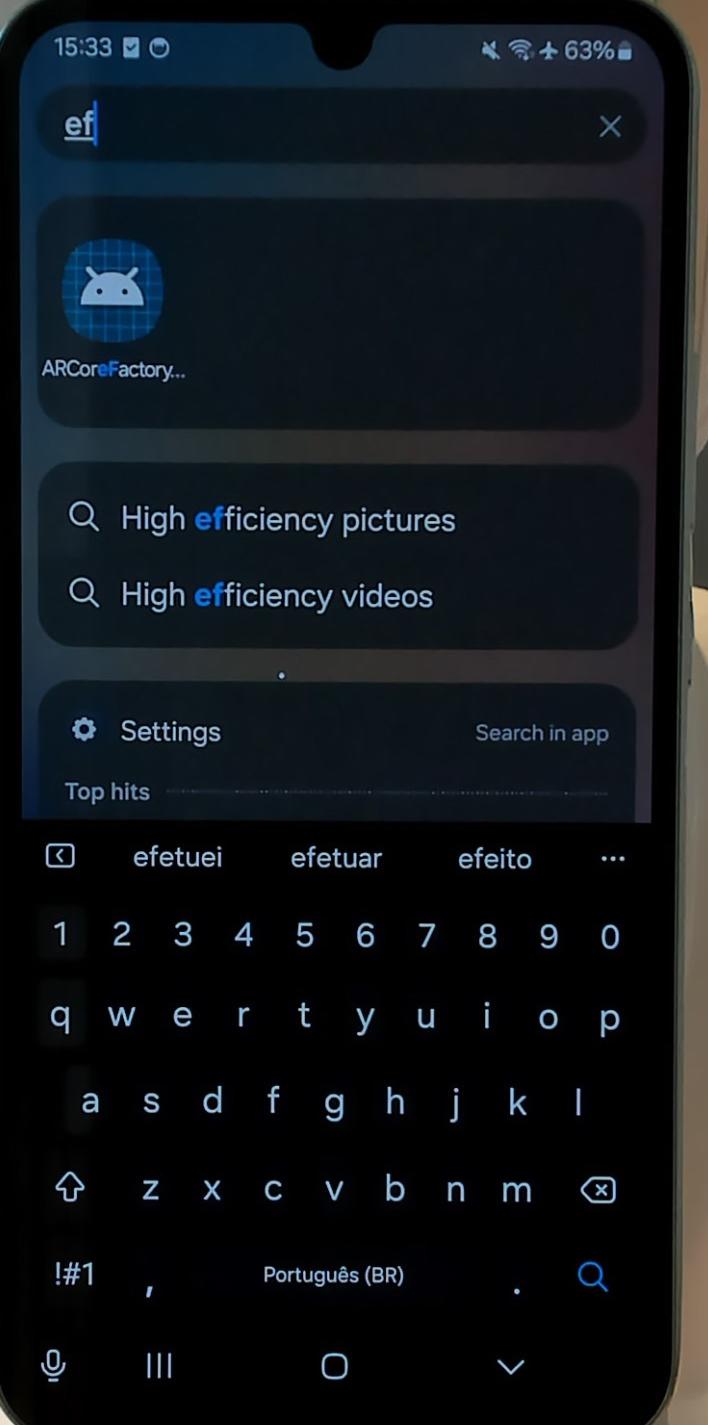 15:33
63%
ef
ARCoreFactory...
High efficiency pictures
High efficiency videos
Settings
Search in app
Top hits
efetuei efetuar efeito ...
1 2 3 4 5 6 7 8 9 0
q w e r t y u i o p
a s d f g h j k l
z x c v b n m
!#1 , Português (BR) .